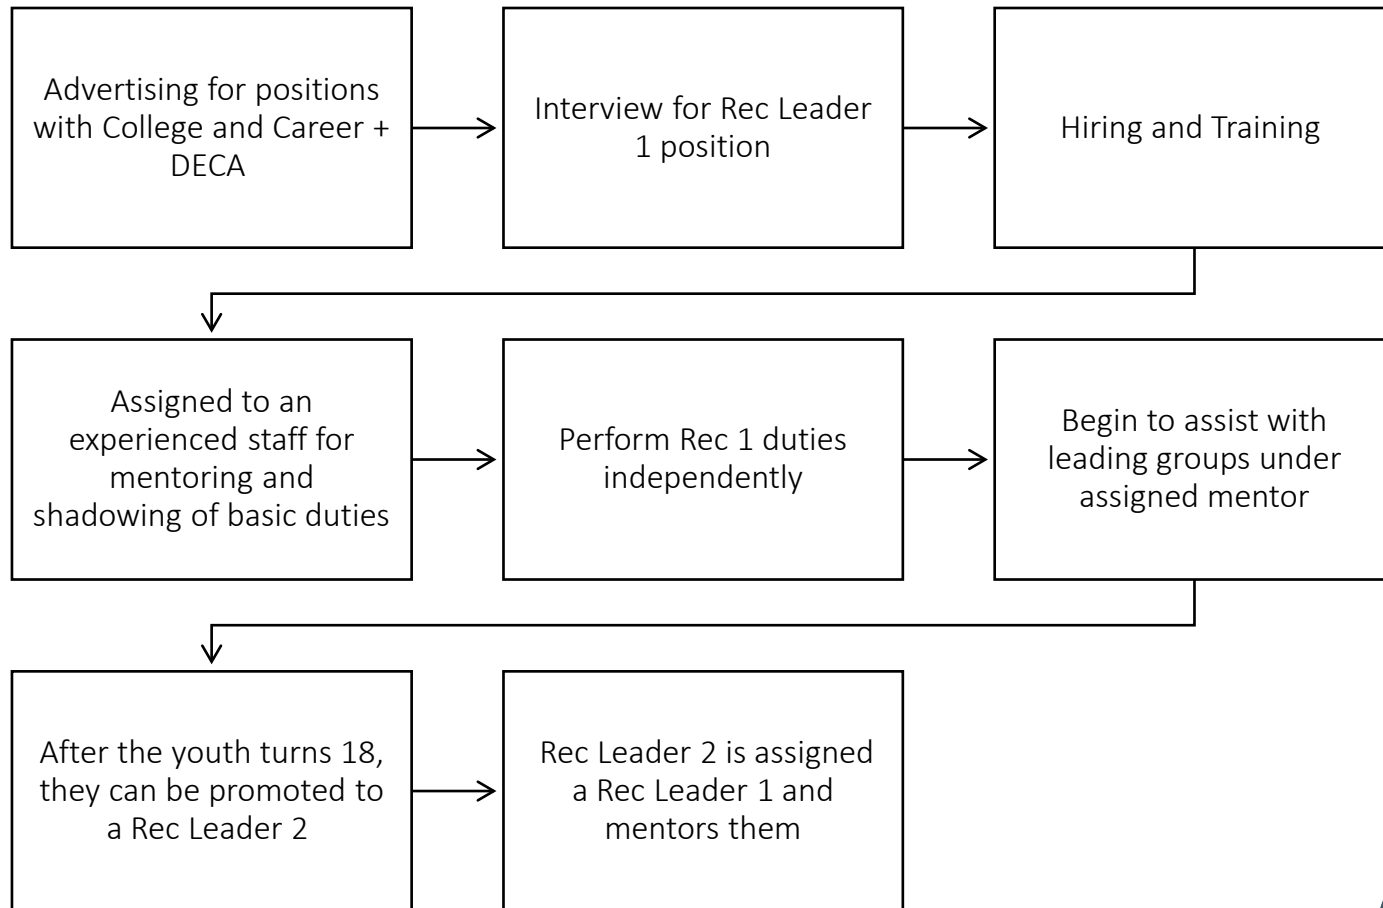 Advertising for positions
with College and Career +
DECA
Interview for Rec Leader
1 position
Hiring and Training
Assigned to an
experienced staff for
mentoring and
shadowing of basic duties
Perform Rec 1 duties
independently
Begin to assist with
leading groups under
assigned mentor
After the youth turns 18,
they can be promoted to
a Rec Leader 2
Rec Leader 2 is assigned
a Rec Leader 1 and
mentors them